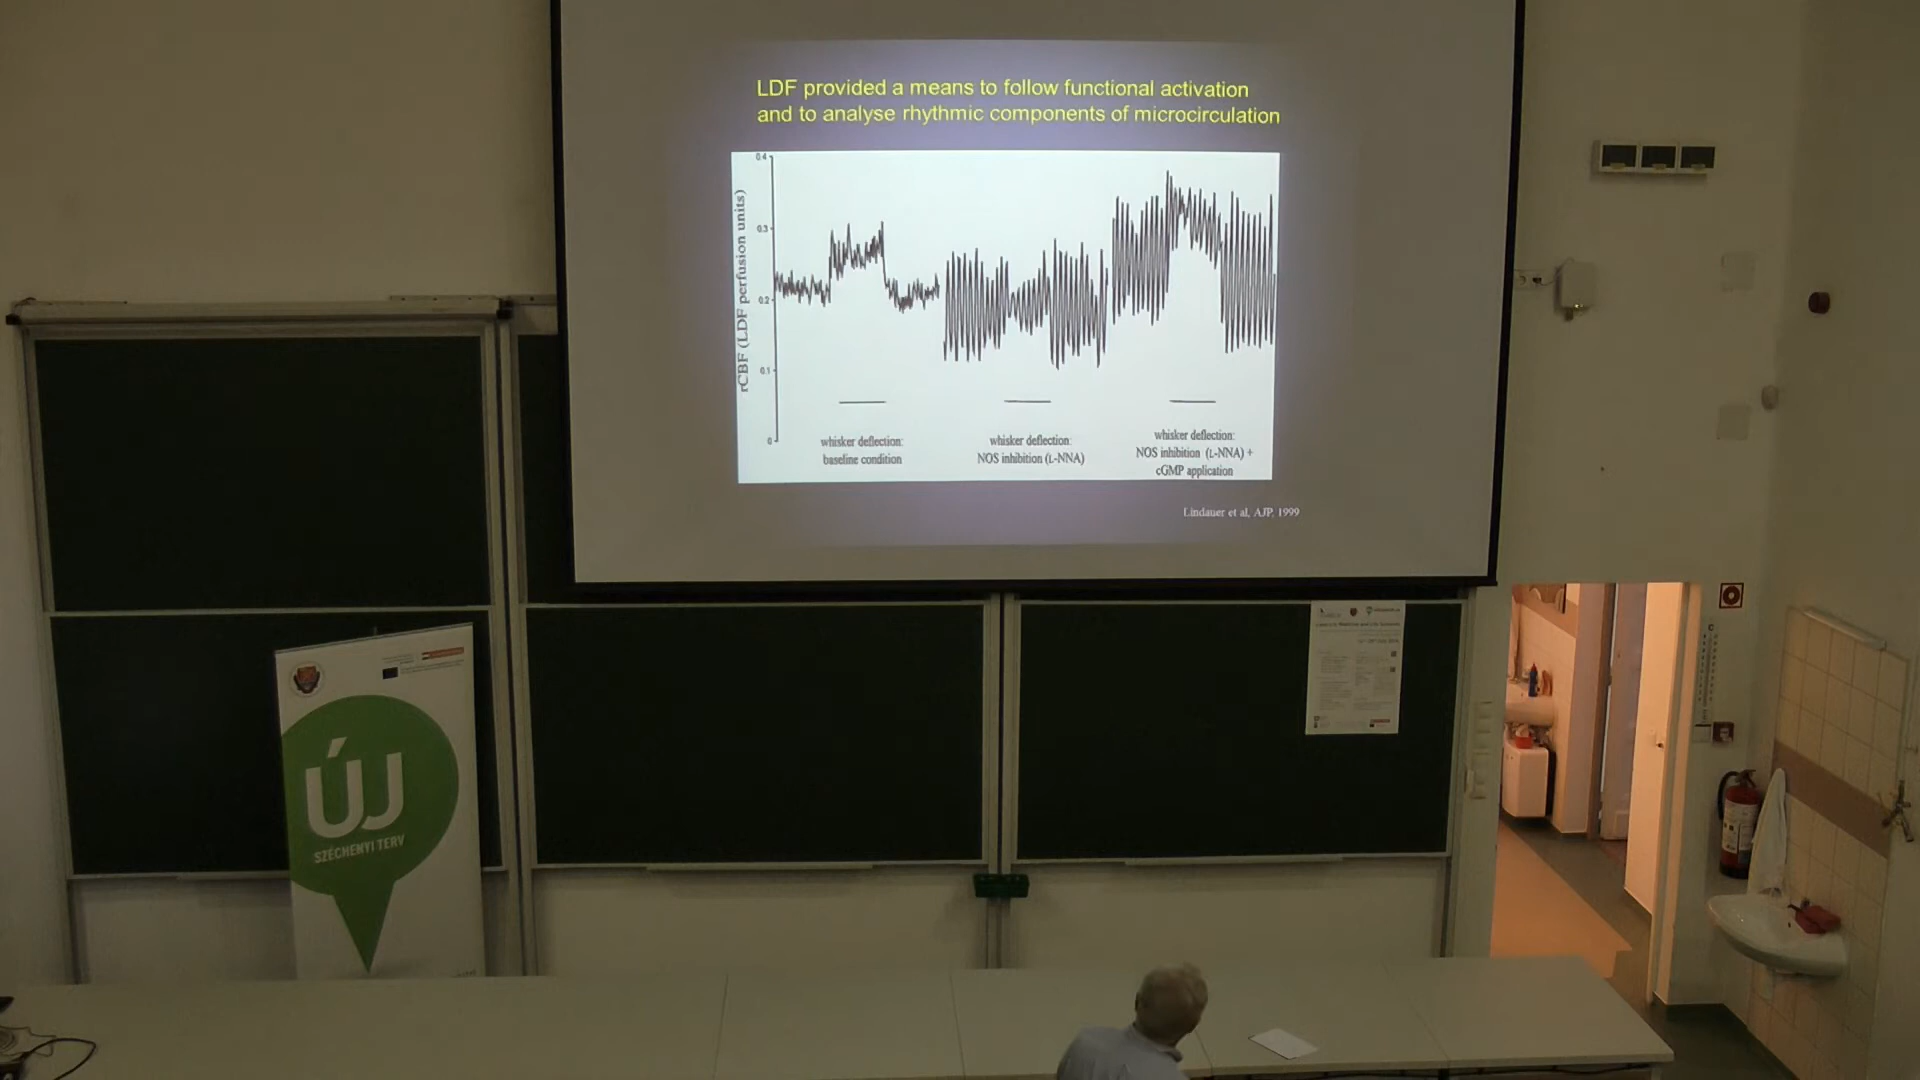 LDF provided a means to follow functional activation
and to analyse rhythmic components of microcirculation
rCBF (LDF perfusion units)
0.4
0.3
0.2
0.1
0
whisker deflection:
baseline condition
whisker deflection:
NOS inhibition (L-NNA)
whisker deflection:
NOS inhibition (L-NNA) +
cGMP application
Lindauer et al, AJP, 1999
ÚJ
SZÉCHENYI TERV